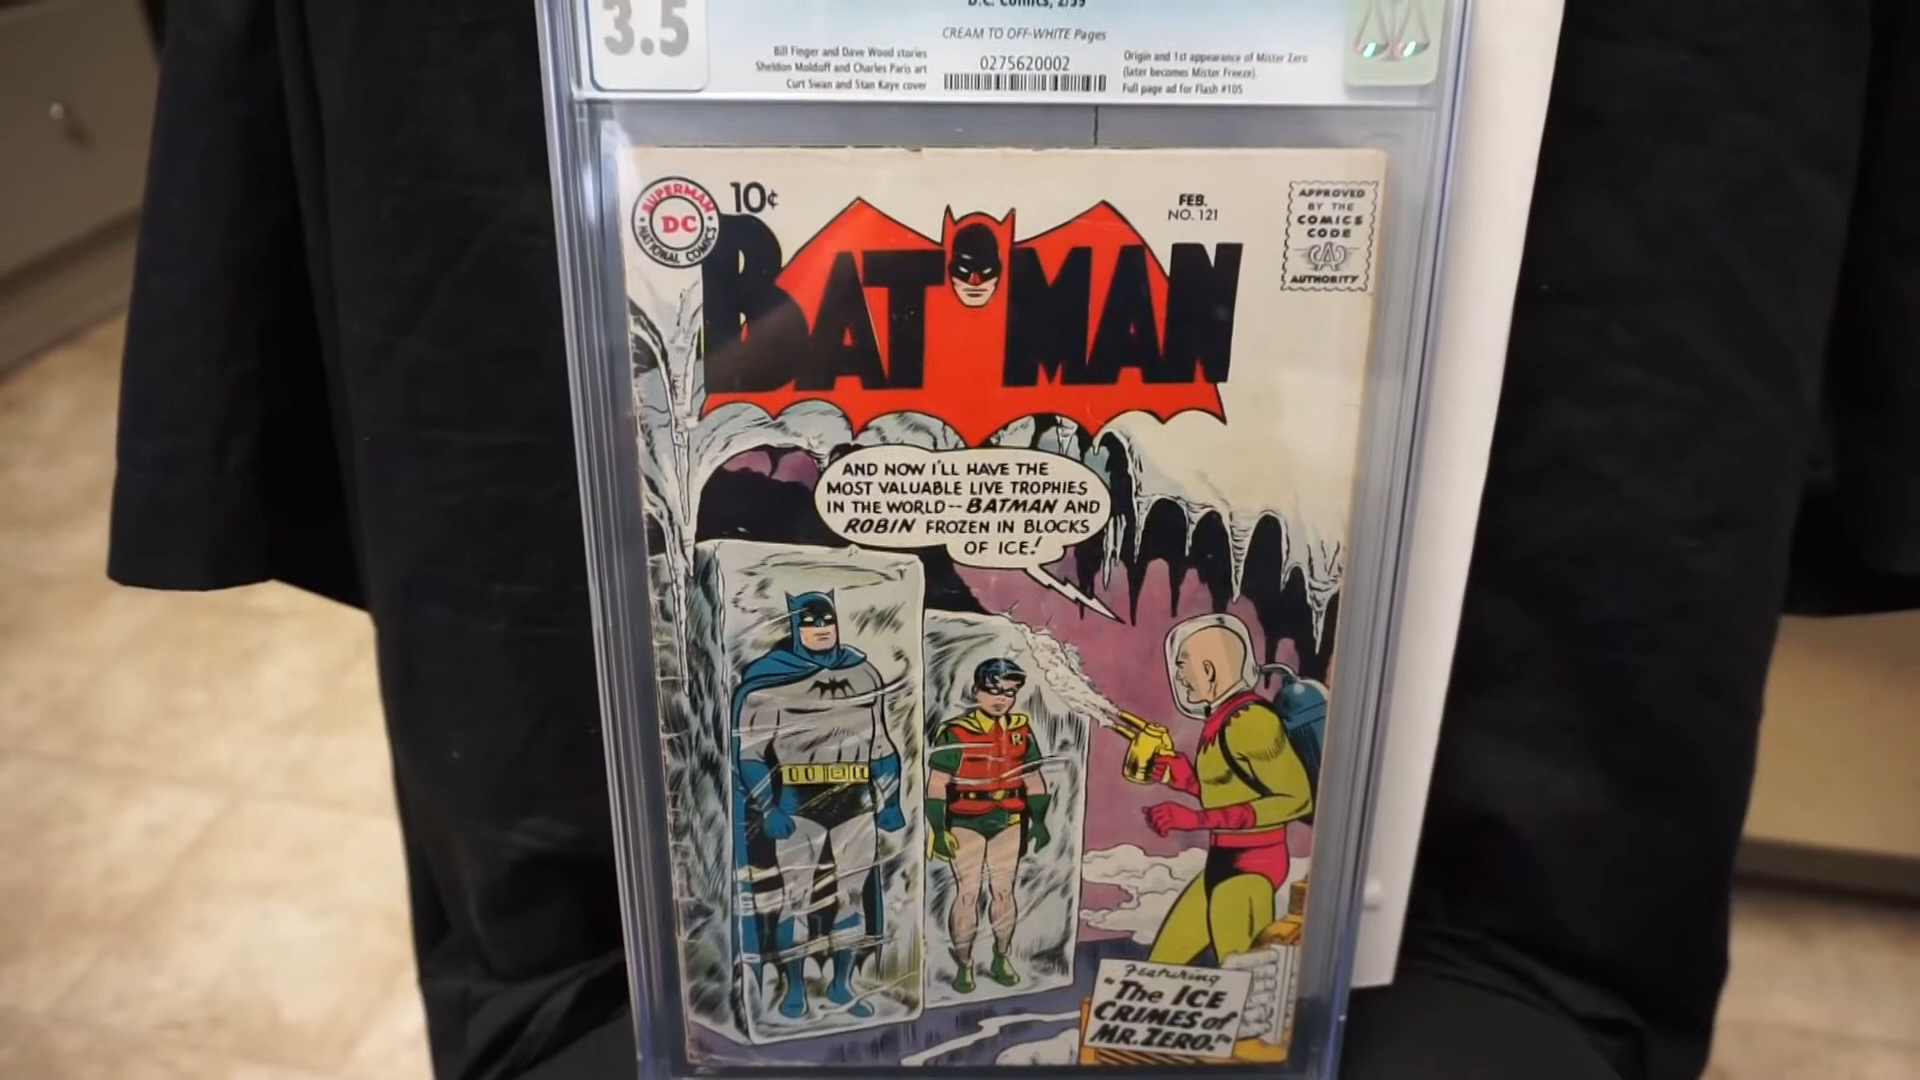 3.5
D.C. Comics, 2/59
CREAM TO OFF-WHITE Pages
Bill Finger and Dave Wood stories
Sheldon Moldoff and Charles Paris art
Curt Swan and Stan Kaye cover
0275620002
Origin and 1st appearance of Mister Zero
(later becomes Mister Freeze).
Full page ad for Flash #105
SUPERMAN
DC
NATIONAL COMICS
10¢
FEB.
NO. 121
APPROVED
BY THE
COMICS
CODE
AUTHORITY
BATMAN
AND NOW I'LL HAVE THE
MOST VALUABLE LIVE TROPHIES
IN THE WORLD--BATMAN AND
ROBIN FROZEN IN BLOCKS
OF ICE!
R
Featuring
"The ICE
CRIMES of
MR. ZERO!"